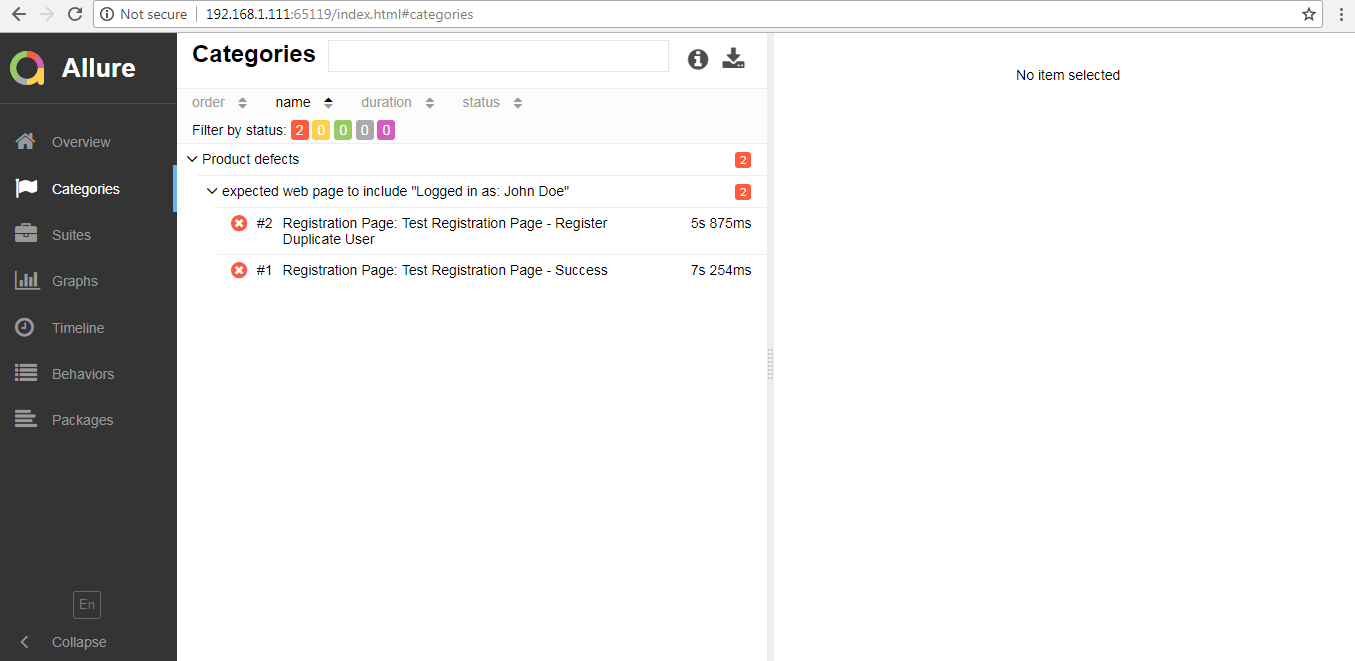 Not secure
192.168.1.111:65119/index.html#categories
Allure
Overview
Categories
Suites
Graphs
Timeline
Behaviors
Packages
En
Collapse
Categories
order name duration status
Filter by status: 2 0 0 0 0
Product defects 2
expected web page to include "Logged in as: John Doe" 2
#2 Registration Page: Test Registration Page - Register 5s 875ms
Duplicate User
#1 Registration Page: Test Registration Page - Success 7s 254ms
No item selected